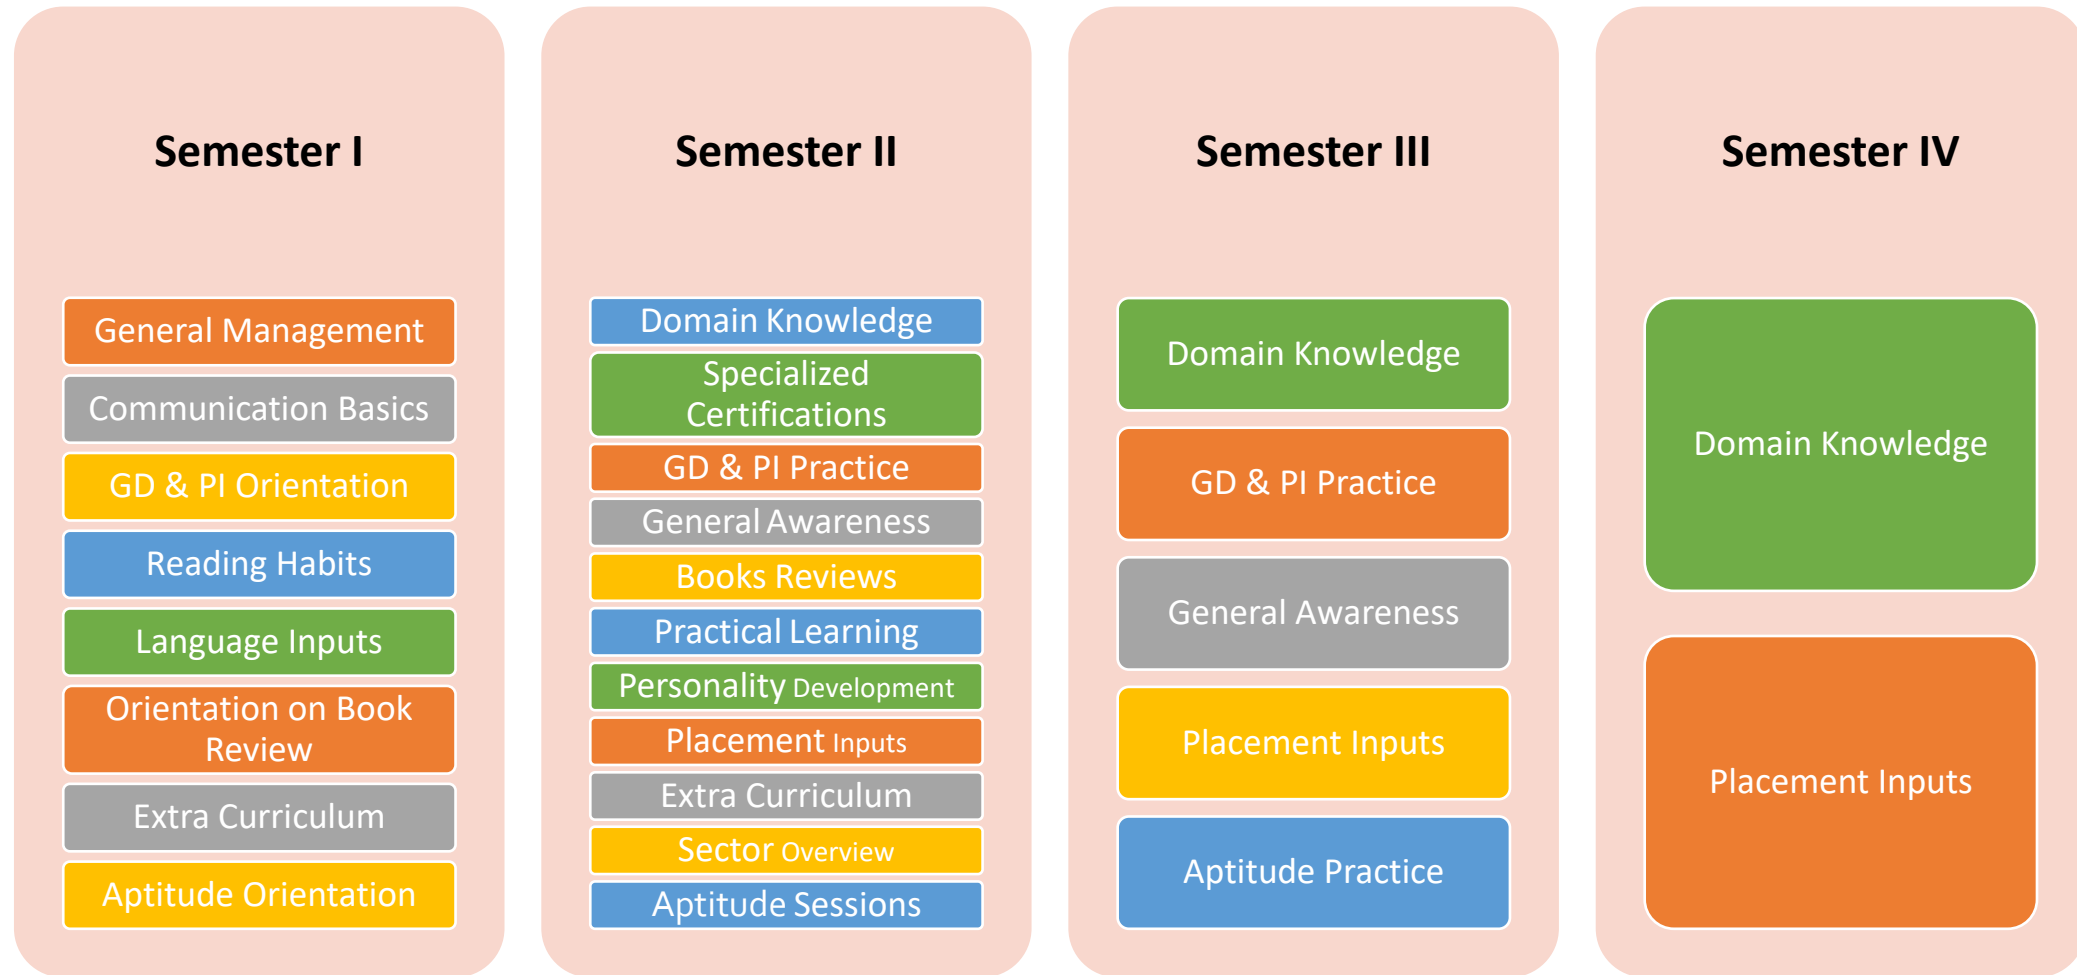 Semester I
General Management
Communication Basics
GD & PI Orientation
Reading Habits
Language Inputs
Orientation on Book
Review
Extra Curriculum
Aptitude Orientation
Semester II
Domain Knowledge
Specialized
Certifications
GD & PI Practice
General Awareness
Books Reviews
Practical Learning
Personality Development
Placement Inputs
Extra Curriculum
Sector Overview
Aptitude Sessions
Semester III
Domain Knowledge
GD & PI Practice
General Awareness
Placement Inputs
Aptitude Practice
Semester IV
Domain Knowledge
Placement Inputs